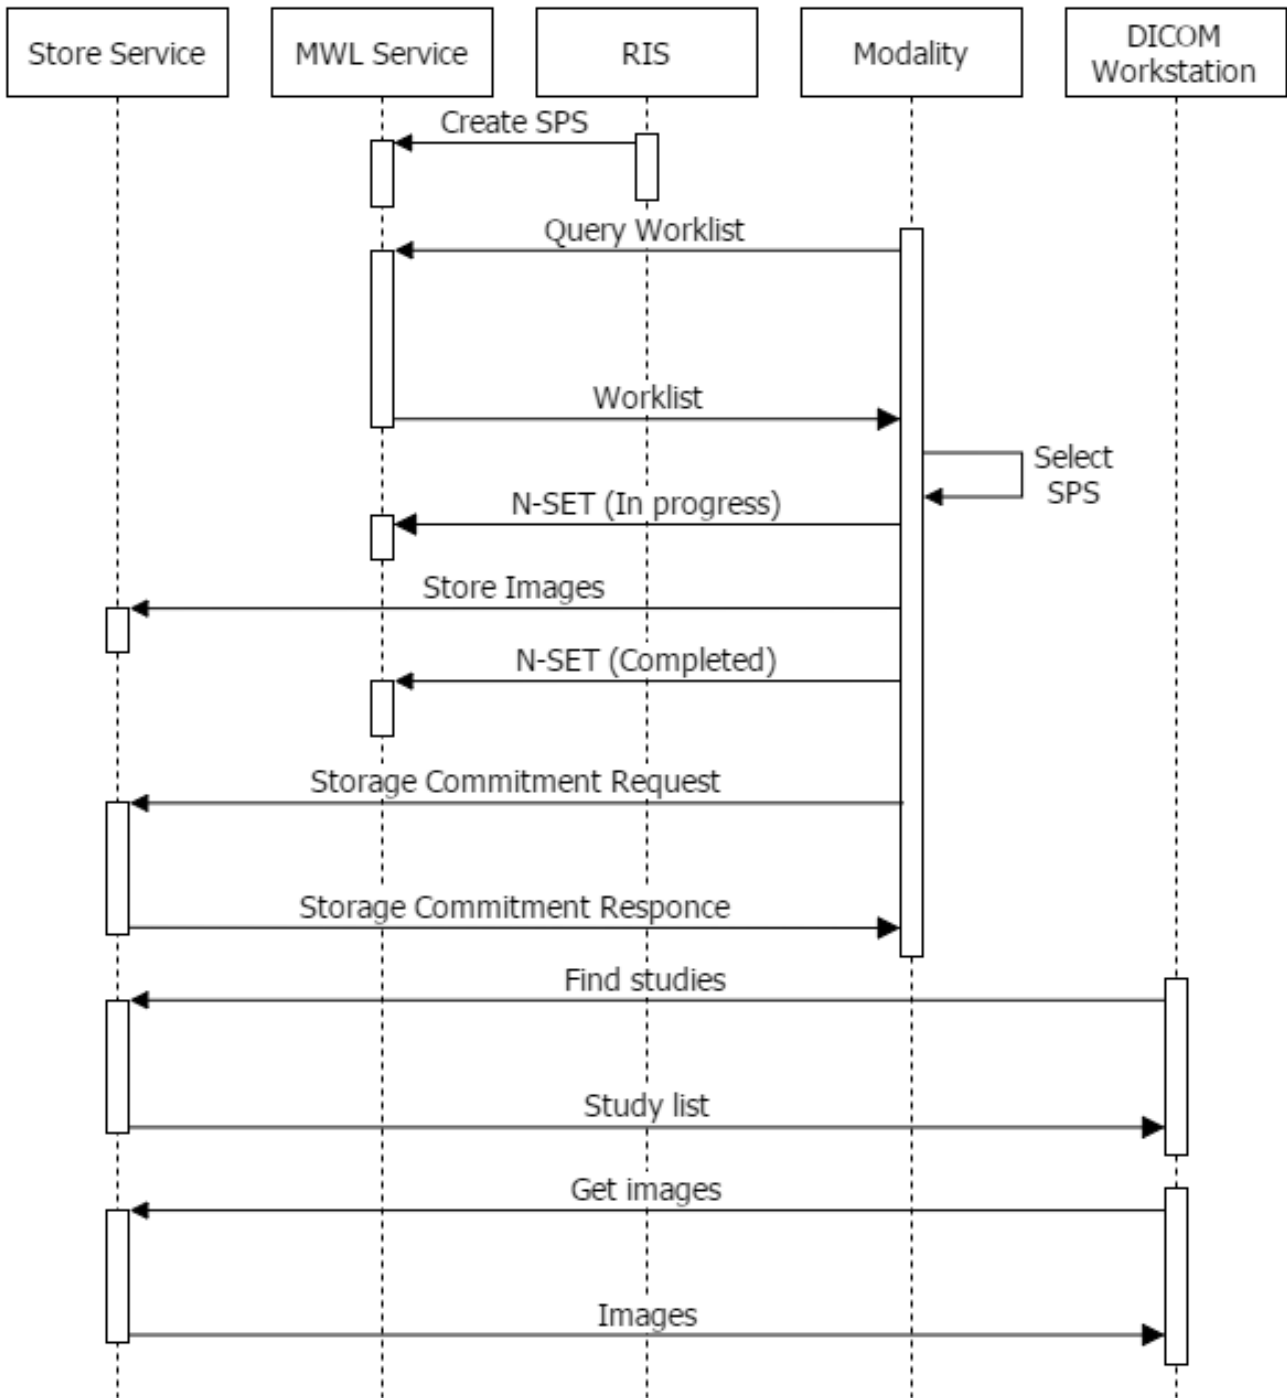 Store Service
MWL Service
RIS
Modality
DICOM
Workstation
Create SPS
Query Worklist
Worklist
Select
SPS
N-SET (In progress)
Store Images
N-SET (Completed)
Storage Commitment Request
Storage Commitment Responce
Find studies
Study list
Get images
Images